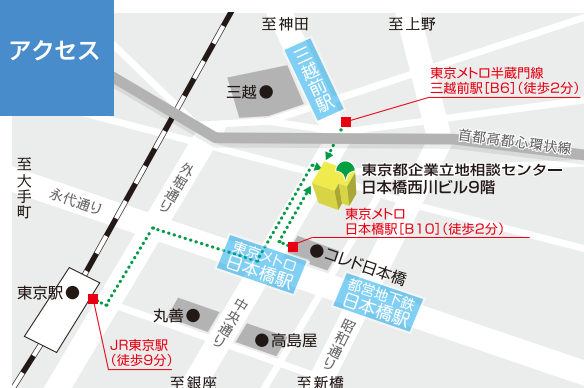 アクセス
至神田
至上野
三越前駅
三越
東京メトロ半蔵門線
三越前駅[B6](徒歩2分)
首都高都心環状線
至大手町
外堀通り
永代通り
東京都企業立地相談センター
日本橋西川ビル9階
東京メトロ
日本橋駅[B10](徒歩2分)
東京メトロ
日本橋駅
コレド日本橋
都営地下鉄
日本橋駅
東京駅
丸善
中央通り
高島屋
昭和通り
JR東京駅
(徒歩9分)
至銀座
至新橋